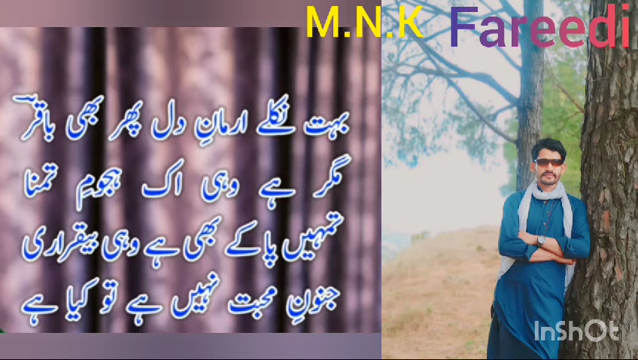 M.N.K Fareedi
بہت نکلے ارمانِ دل پھر بھی باقرؔ
مگر ہے وہی اک ہجومِ تمنا
تمہیں پا کے بھی ہے وہی بیقراری
جنونِ محبت نہیں ہے تو کیا ہے
InShOt